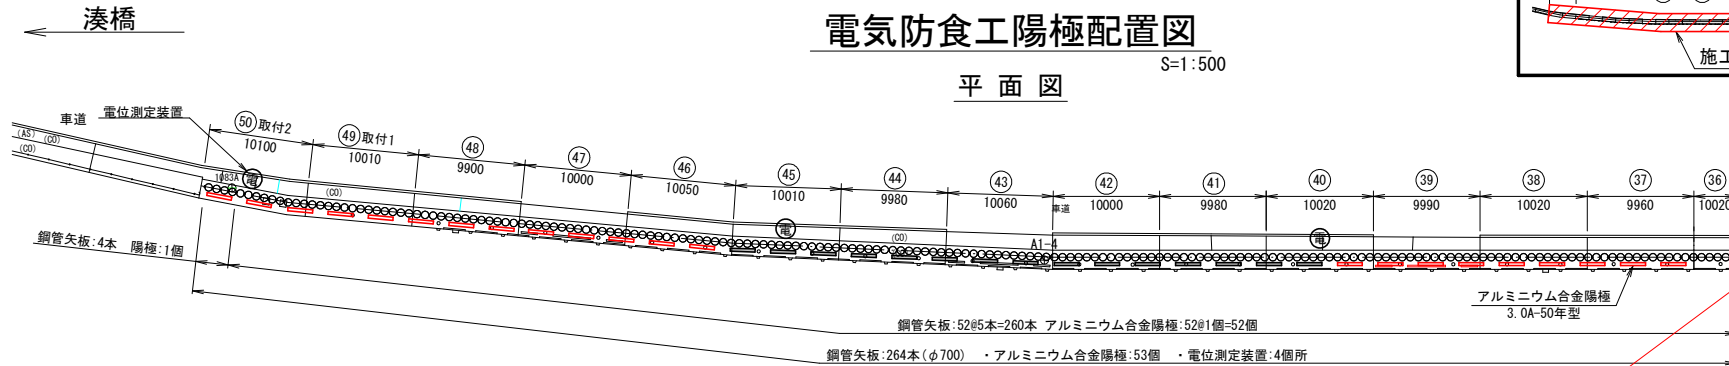 湊橋
電気防食工陽極配置図
S=1:500
平面図
施工
車道
電位測定装置
(AS)
(CO)
(CO)
㊿取付2
10100
㊾取付1
10010
㊽
9900
㊼
10000
㊻
10050
㊺
10010
㊹
9980
㊸
10060
㊷
10000
㊶
9980
㊵
10020
㊴
9990
㊳
10020
㊲
9960
㊱
10020
1083A
電
(CO)
電
(CO)
車道
A1-4
電
鋼管矢板:4本 陽極:1個
アルミニウム合金陽極
3.0A-50年型
鋼管矢板:52@5本=260本 アルミニウム合金陽極:52@1個=52個
鋼管矢板:264本(φ700) ・アルミニウム合金陽極:53個 ・電位測定装置:4個所